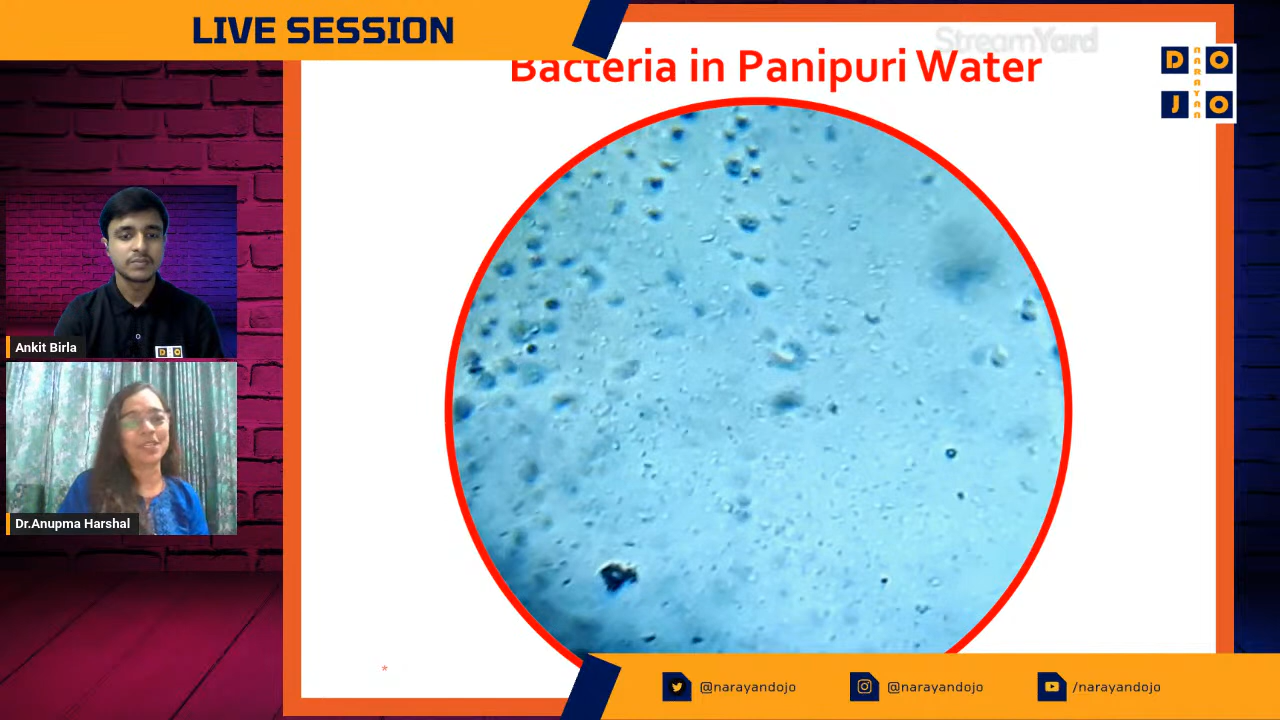 LIVE SESSION
StreamYard
Bacteria in Panipuri Water
D O
NARAYAN
J O
Ankit Birla
D O
Dr.Anupma Harshal
*
@narayandojo
@narayandojo
/narayandojo